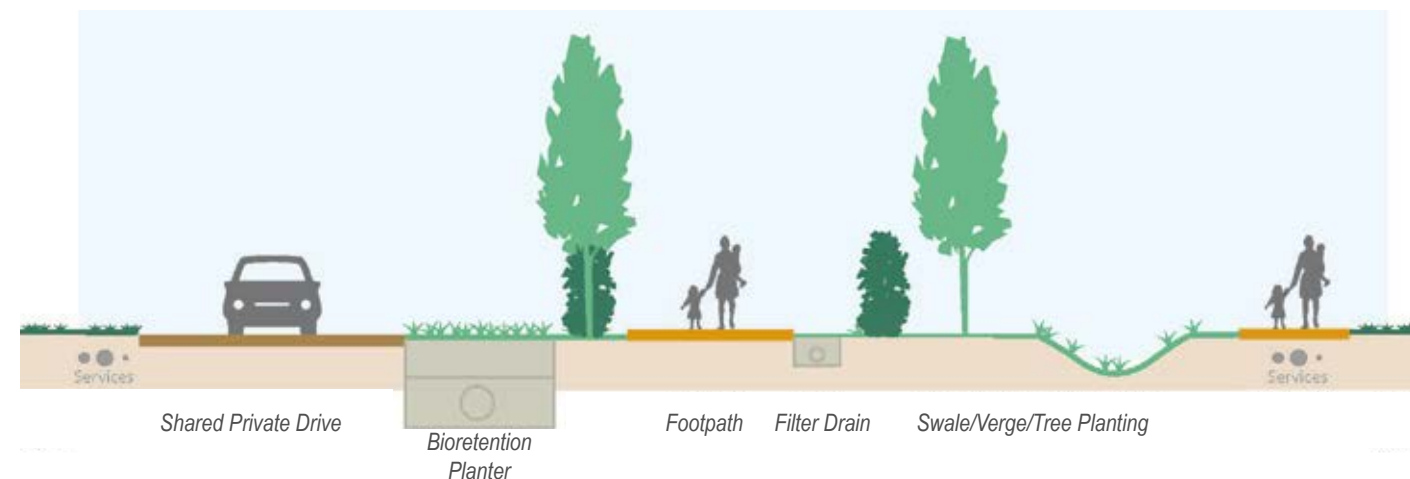 Services
Services
Shared Private Drive
Bioretention
Planter
Footpath
Filter Drain
Swale/Verge/Tree Planting